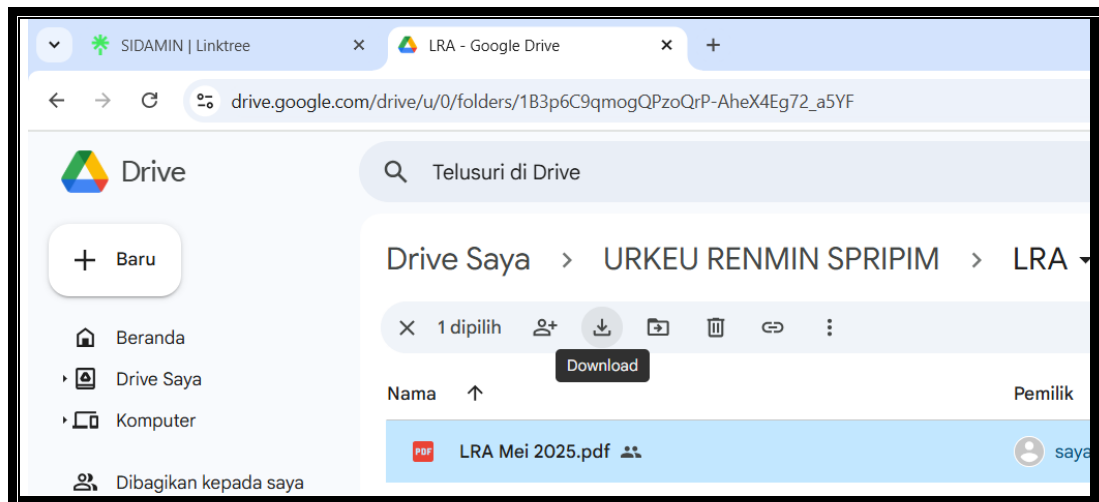 SIDAMIN | Linktree
LRA - Google Drive
drive.google.com/drive/u/0/folders/1B3p6C9qmogQPzoQrP-AheX4Eg72_a5YF
Drive
Telusuri di Drive
Baru
Drive Saya > URKEU RENMIN SPRIPIM > LRA
1 dipilih
Beranda
Download
Drive Saya
Nama
Pemilik
Komputer
PDF LRA Mei 2025.pdf
saya
Dibagikan kepada saya